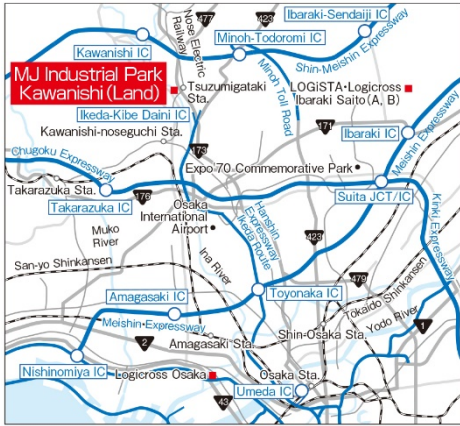 477
423
Ibaraki-Sendaiji IC
Nose Electric
Railway
Kawanishi IC
Minoh-Todoromi IC
Shin-Meishin Expressway
MJ Industrial Park
Kawanishi (Land)
Tsuzumigataki
Sta.
Minoh Toll Road
LOGiSTA・Logicross
Ibaraki Saito (A, B)
Ikeda-Kibe Daini IC
Kawanishi-noseguchi Sta.
171
Ibaraki IC
173
Meishin Expressway
Chugoku Expressway
Expo'70 Commemorative Park
Takarazuka Sta.
Takarazuka IC
176
Suita JCT/IC
Osaka
International
Airport
Hanshin
Expressway
Ikeda Route
Kinki Expressway
Muko
River
Ina River
423
San-yo Shinkansen
479
Toyonaka IC
Tokaido Shinkansen
Amagasaki IC
Yodo River
Meishin-Expressway
1
2
Amagasaki Sta.
Shin-Osaka Sta.
Nishinomiya IC
Logicross Osaka
Osaka Sta.
Umeda IC
43